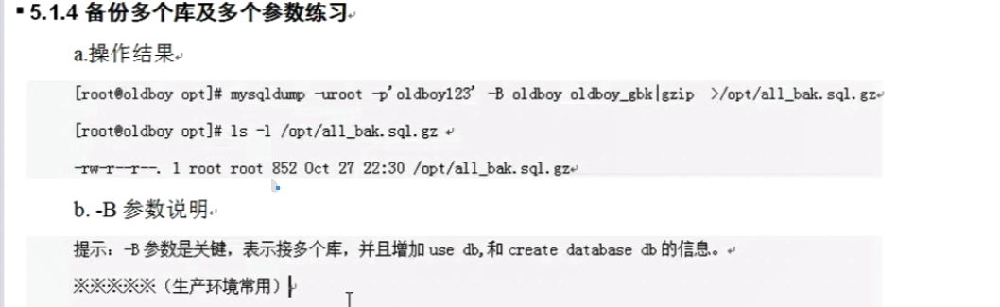 5.1.4 备份多个库及多个参数练习
a.操作结果
[root@oldboy opt]# mysqldump -uroot -p'oldboy123' -B oldboy oldboy_gbk|gzip >/opt/all_bak.sql.gz
[root@oldboy opt]# ls -l /opt/all_bak.sql.gz
-rw-r--r--. 1 root root 852 Oct 27 22:30 /opt/all_bak.sql.gz
b. -B 参数说明
提示：-B 参数是关键，表示接多个库，并且增加 use db,和 create database db 的信息。
※※※※※（生产环境常用）